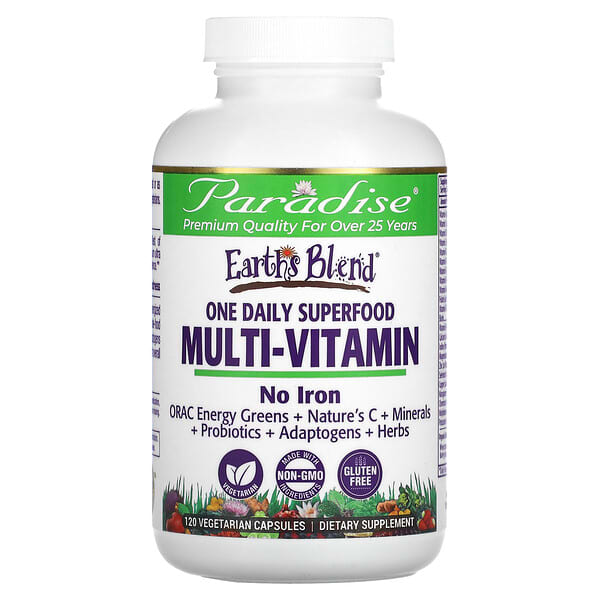 Paradise®
Premium Quality For Over 25 Years
Earth's Blend®
ONE DAILY SUPERFOOD
MULTI-VITAMIN
No Iron
ORAC Energy Greens + Nature's C + Minerals
+ Probiotics + Adaptogens + Herbs
VEGETARIAN
MADE WITH
NON-GMO
INGREDIENTS
GLUTEN
FREE
120 VEGETARIAN CAPSULES | DIETARY SUPPLEMENT